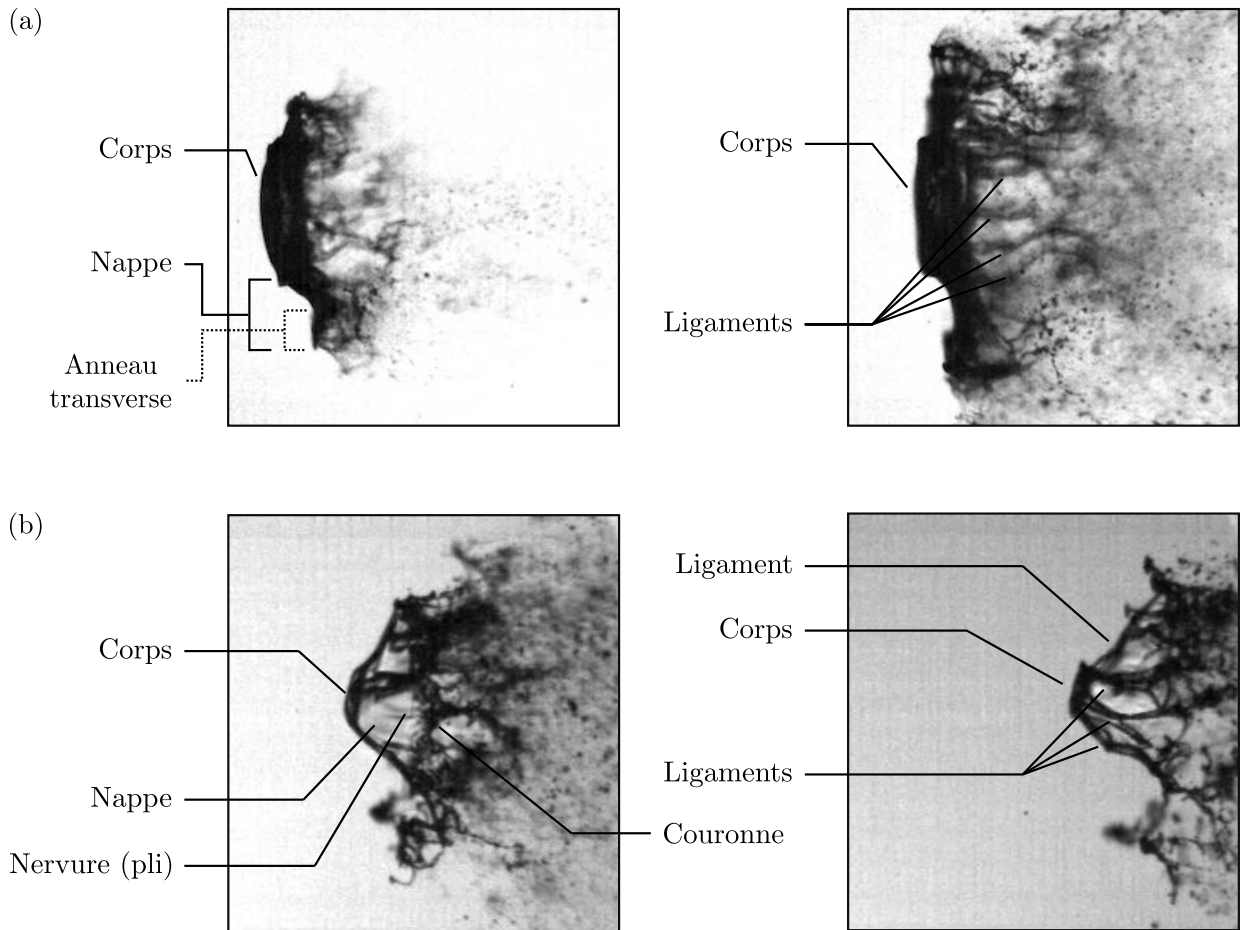 (a)
Corps
Nappe
Anneau
transverse
Corps
Ligaments
(b)
Corps
Nappe
Nervure (pli)
Couronne
Ligament
Corps
Ligaments